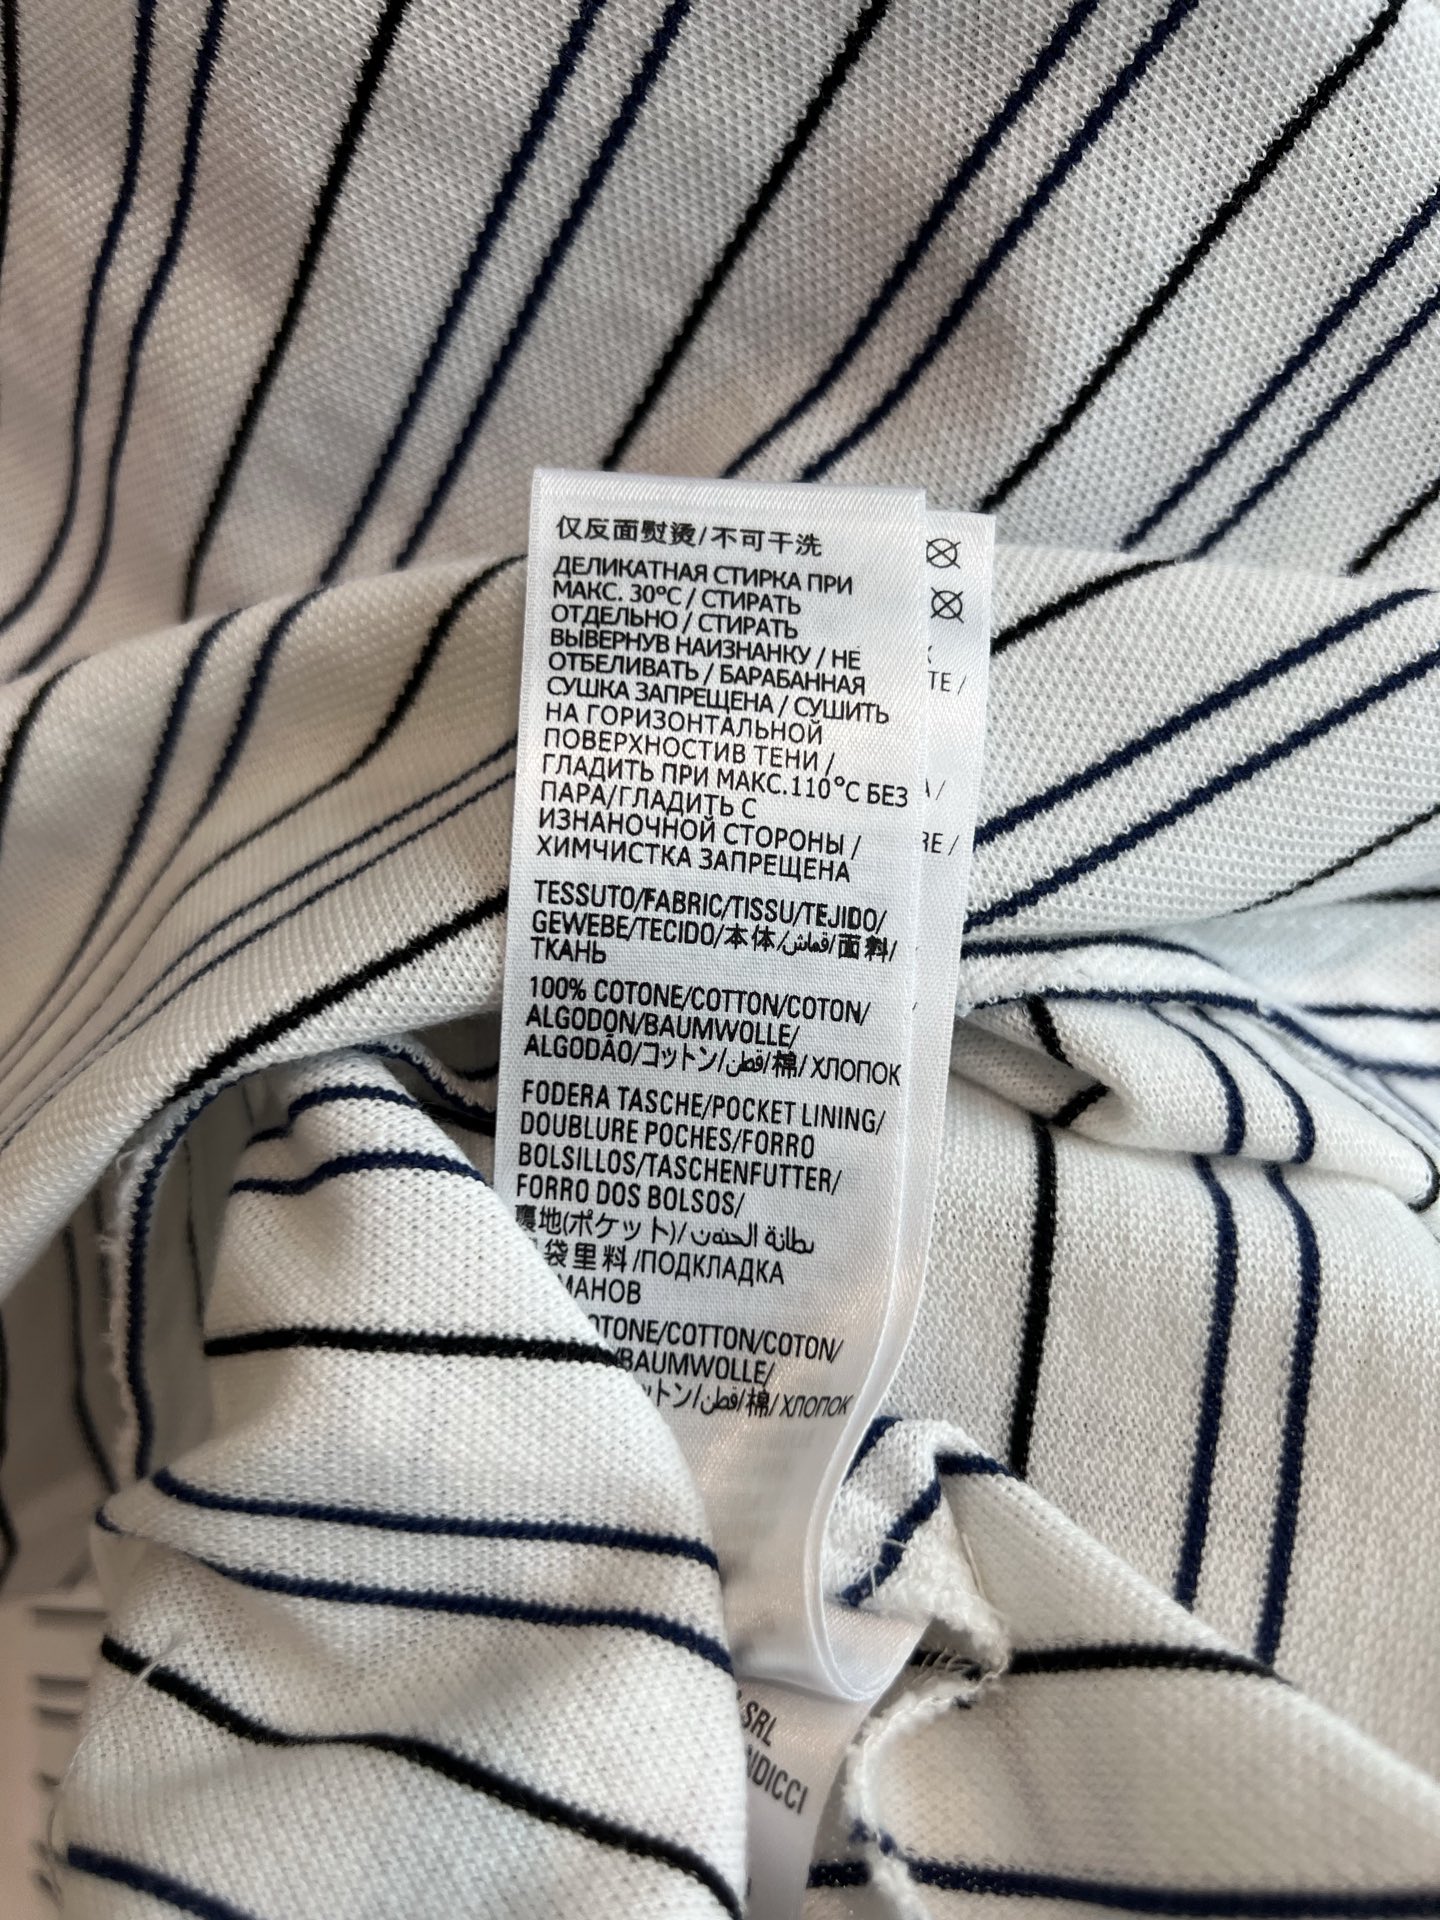 仅反面熨烫/不可干洗
ДЕЛИКАТНАЯ СТИРКА ПРИ
МАКС. 30°C / СТИРАТЬ
ОТДЕЛЬНО / СТИРАТЬ
ВЫВЕРНУВ НАИЗНАНКУ / НЕ
ОТБЕЛИВАТЬ / БАРАБАННАЯ
СУШКА ЗАПРЕЩЕНА / СУШИТЬ
НА ГОРИЗОНТАЛЬНОЙ
ПОВЕРХНОСТИВ ТЕНИ /
ГЛАДИТЬ ПРИ МАКС.110°C БЕЗ
ПАРА/ГЛАДИТЬ С
ИЗНАНОЧНОЙ СТОРОНЫ /
ХИМЧИСТКА ЗАПРЕЩЕНА
TESSUTO/FABRIC/TISSU/TEJIDO/
GEWEBE/TECIDO/本体/قماش/面料/
ТКАНЬ
100% COTONE/COTTON/COTON/
ALGODÓN/BAUMWOLLE/
ALGODÃO/コットン/قطن/棉/ ХЛОПОК
FODERA TASCHE/POCKET LINING/
DOUBLURE POCHES/FORRO
BOLSILLOS/TASCHENFUTTER/
FORRO DOS BOLSOS/
裏地(ポケット)/بطانة
袋里料/ПОДКЛАДКА
МАНОВ
OTONE/COTTON/COTON/
/BAUMWOLLE/
ットン/قطن/棉/ ХЛОПОК
TE /
A /
RE /
SRL
NDICCI